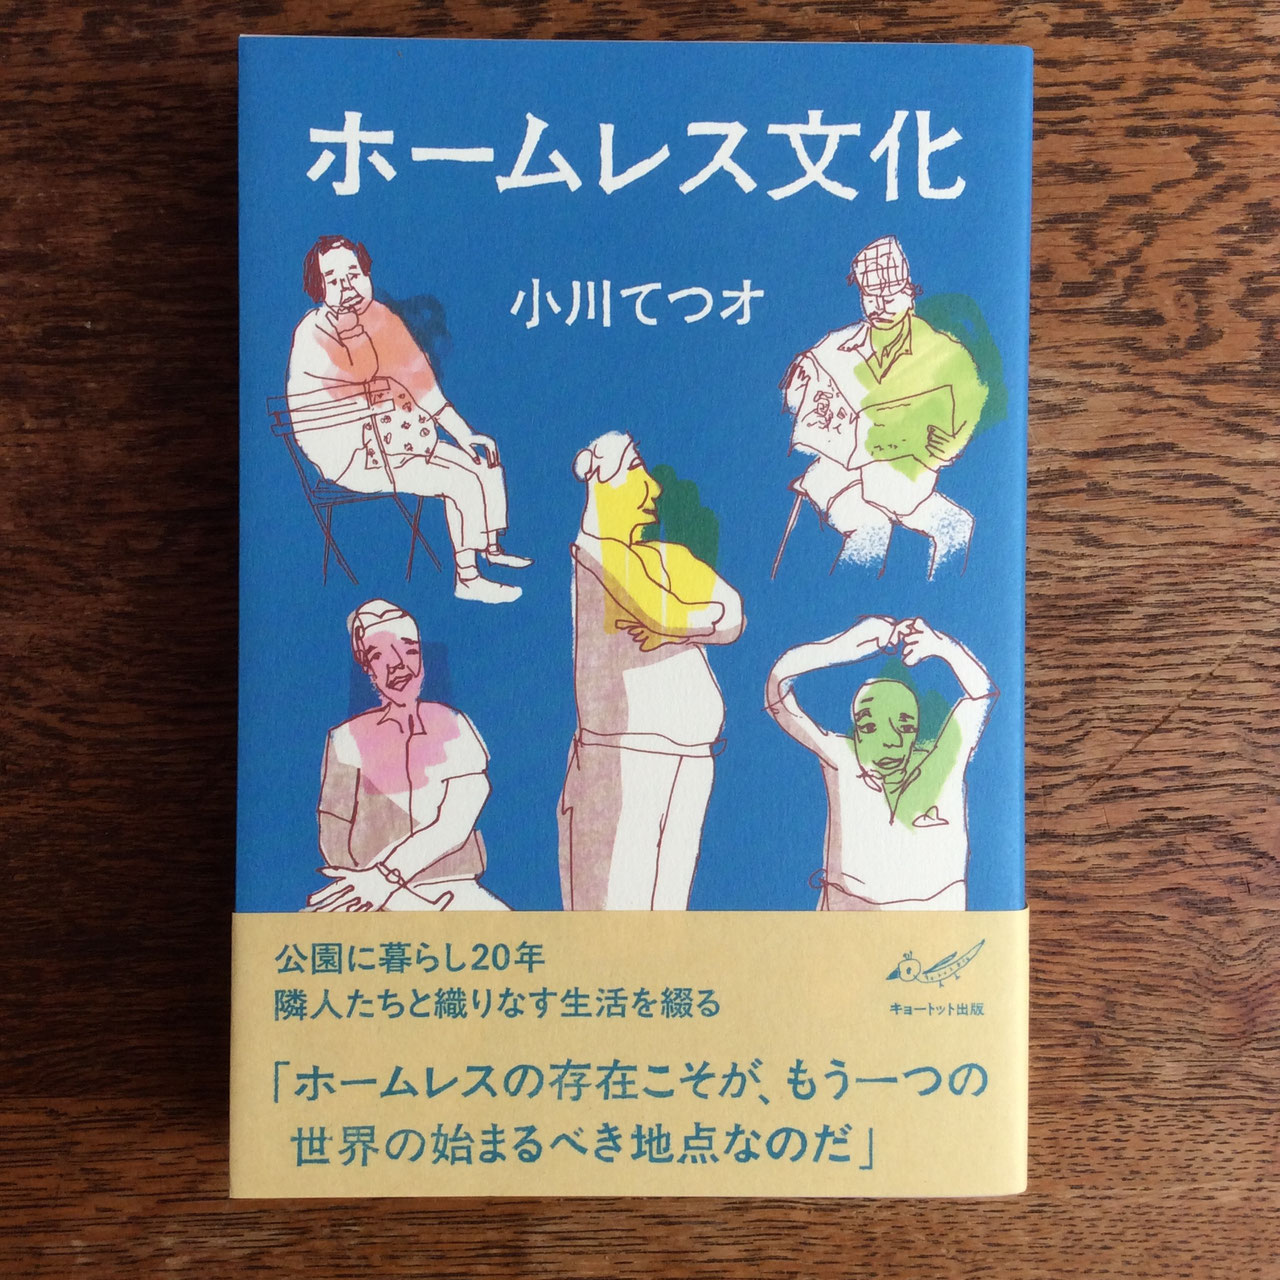 ホームレス文化
小川てつオ
公園に暮らし20年
隣人たちと織りなす生活を綴る
キョートット出版
「ホームレスの存在こそが、もう一つの
世界の始まるべき地点なのだ」